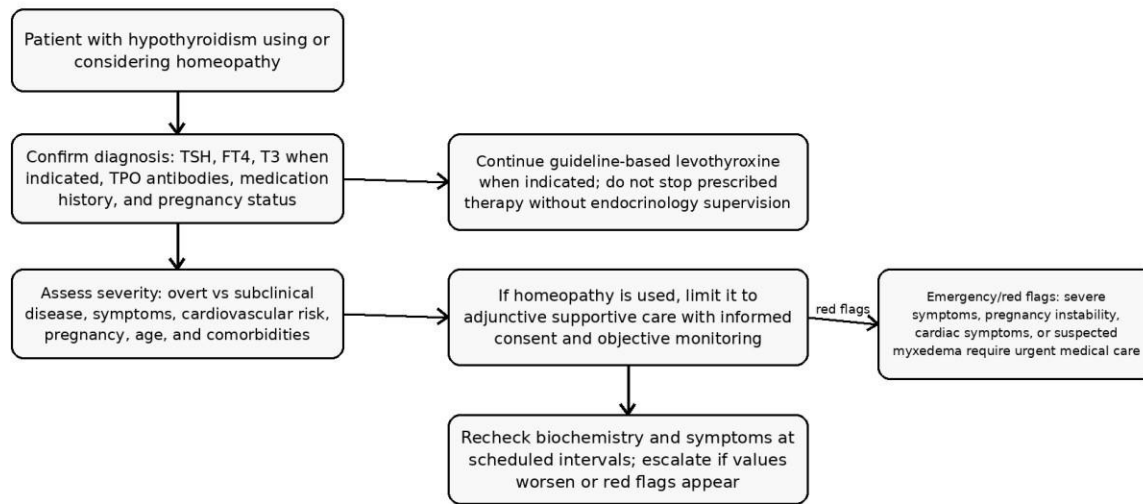 Patient with hypothyroidism using or
considering homeopathy
Confirm diagnosis: TSH, FT4, T3 when
indicated, TPO antibodies, medication
history, and pregnancy status
Continue guideline-based levothyroxine
when indicated; do not stop prescribed
therapy without endocrinology supervision
Assess severity: overt vs subclinical
disease, symptoms, cardiovascular risk,
pregnancy, age, and comorbidities
If homeopathy is used, limit it to
adjunctive supportive care with informed
consent and objective monitoring
red flags
Emergency/red flags: severe
symptoms, pregnancy instability,
cardiac symptoms, or suspected
myxedema require urgent medical care
Recheck biochemistry and symptoms at
scheduled intervals; escalate if values
worsen or red flags appear